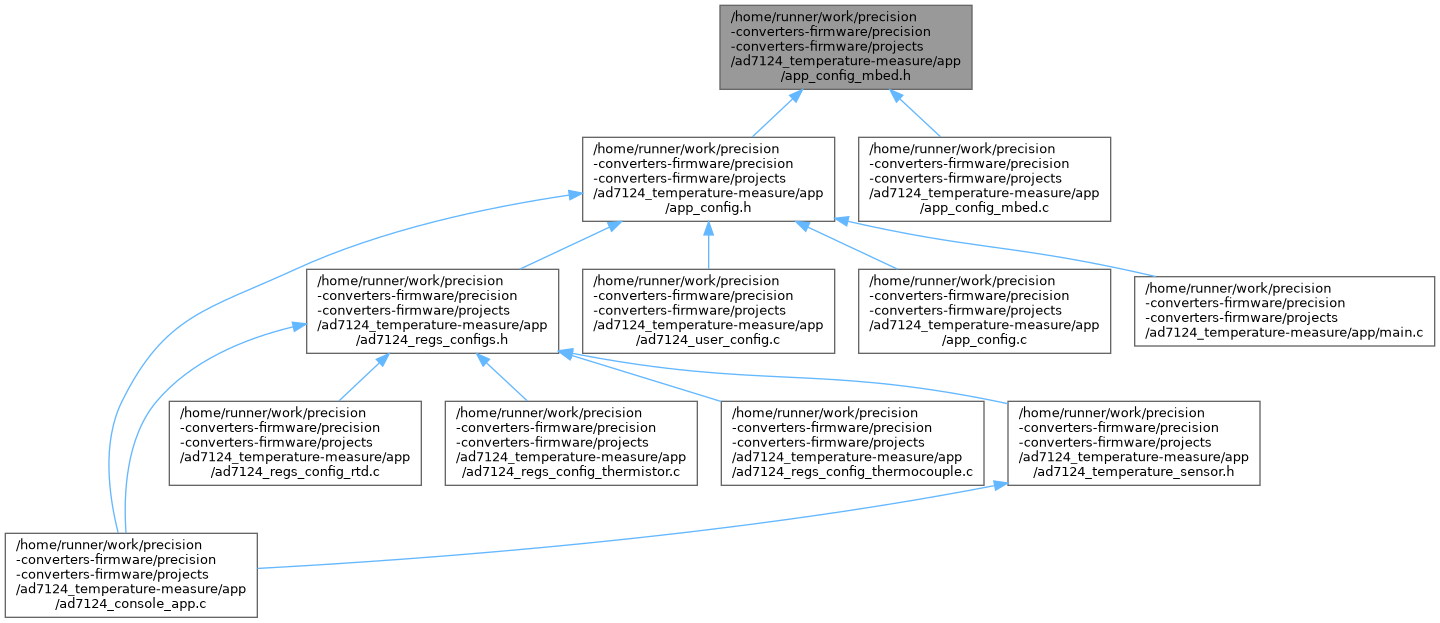 /home/runner/work/precision
-converters-firmware/precision
-converters-firmware/projects
/ad7124_temperature-measure/app
/app_config_mbed.h
/home/runner/work/precision
-converters-firmware/precision
-converters-firmware/projects
/ad7124_temperature-measure/app
/app_config.h
/home/runner/work/precision
-converters-firmware/precision
-converters-firmware/projects
/ad7124_temperature-measure/app
/app_config_mbed.c
/home/runner/work/precision
-converters-firmware/precision
-converters-firmware/projects
/ad7124_temperature-measure/app
/ad7124_regs_configs.h
/home/runner/work/precision
-converters-firmware/precision
-converters-firmware/projects
/ad7124_temperature-measure/app
/ad7124_user_config.c
/home/runner/work/precision
-converters-firmware/precision
-converters-firmware/projects
/ad7124_temperature-measure/app
/app_config.c
/home/runner/work/precision
-converters-firmware/precision
-converters-firmware/projects
/ad7124_temperature-measure/app/main.c
/home/runner/work/precision
-converters-firmware/precision
-converters-firmware/projects
/ad7124_temperature-measure/app
/ad7124_regs_config_rtd.c
/home/runner/work/precision
-converters-firmware/precision
-converters-firmware/projects
/ad7124_temperature-measure/app
/ad7124_regs_config_thermistor.c
/home/runner/work/precision
-converters-firmware/precision
-converters-firmware/projects
/ad7124_temperature-measure/app
/ad7124_regs_config_thermocouple.c
/home/runner/work/precision
-converters-firmware/precision
-converters-firmware/projects
/ad7124_temperature-measure/app
/ad7124_temperature_sensor.h
/home/runner/work/precision
-converters-firmware/precision
-converters-firmware/projects
/ad7124_temperature-measure/app
/ad7124_console_app.c